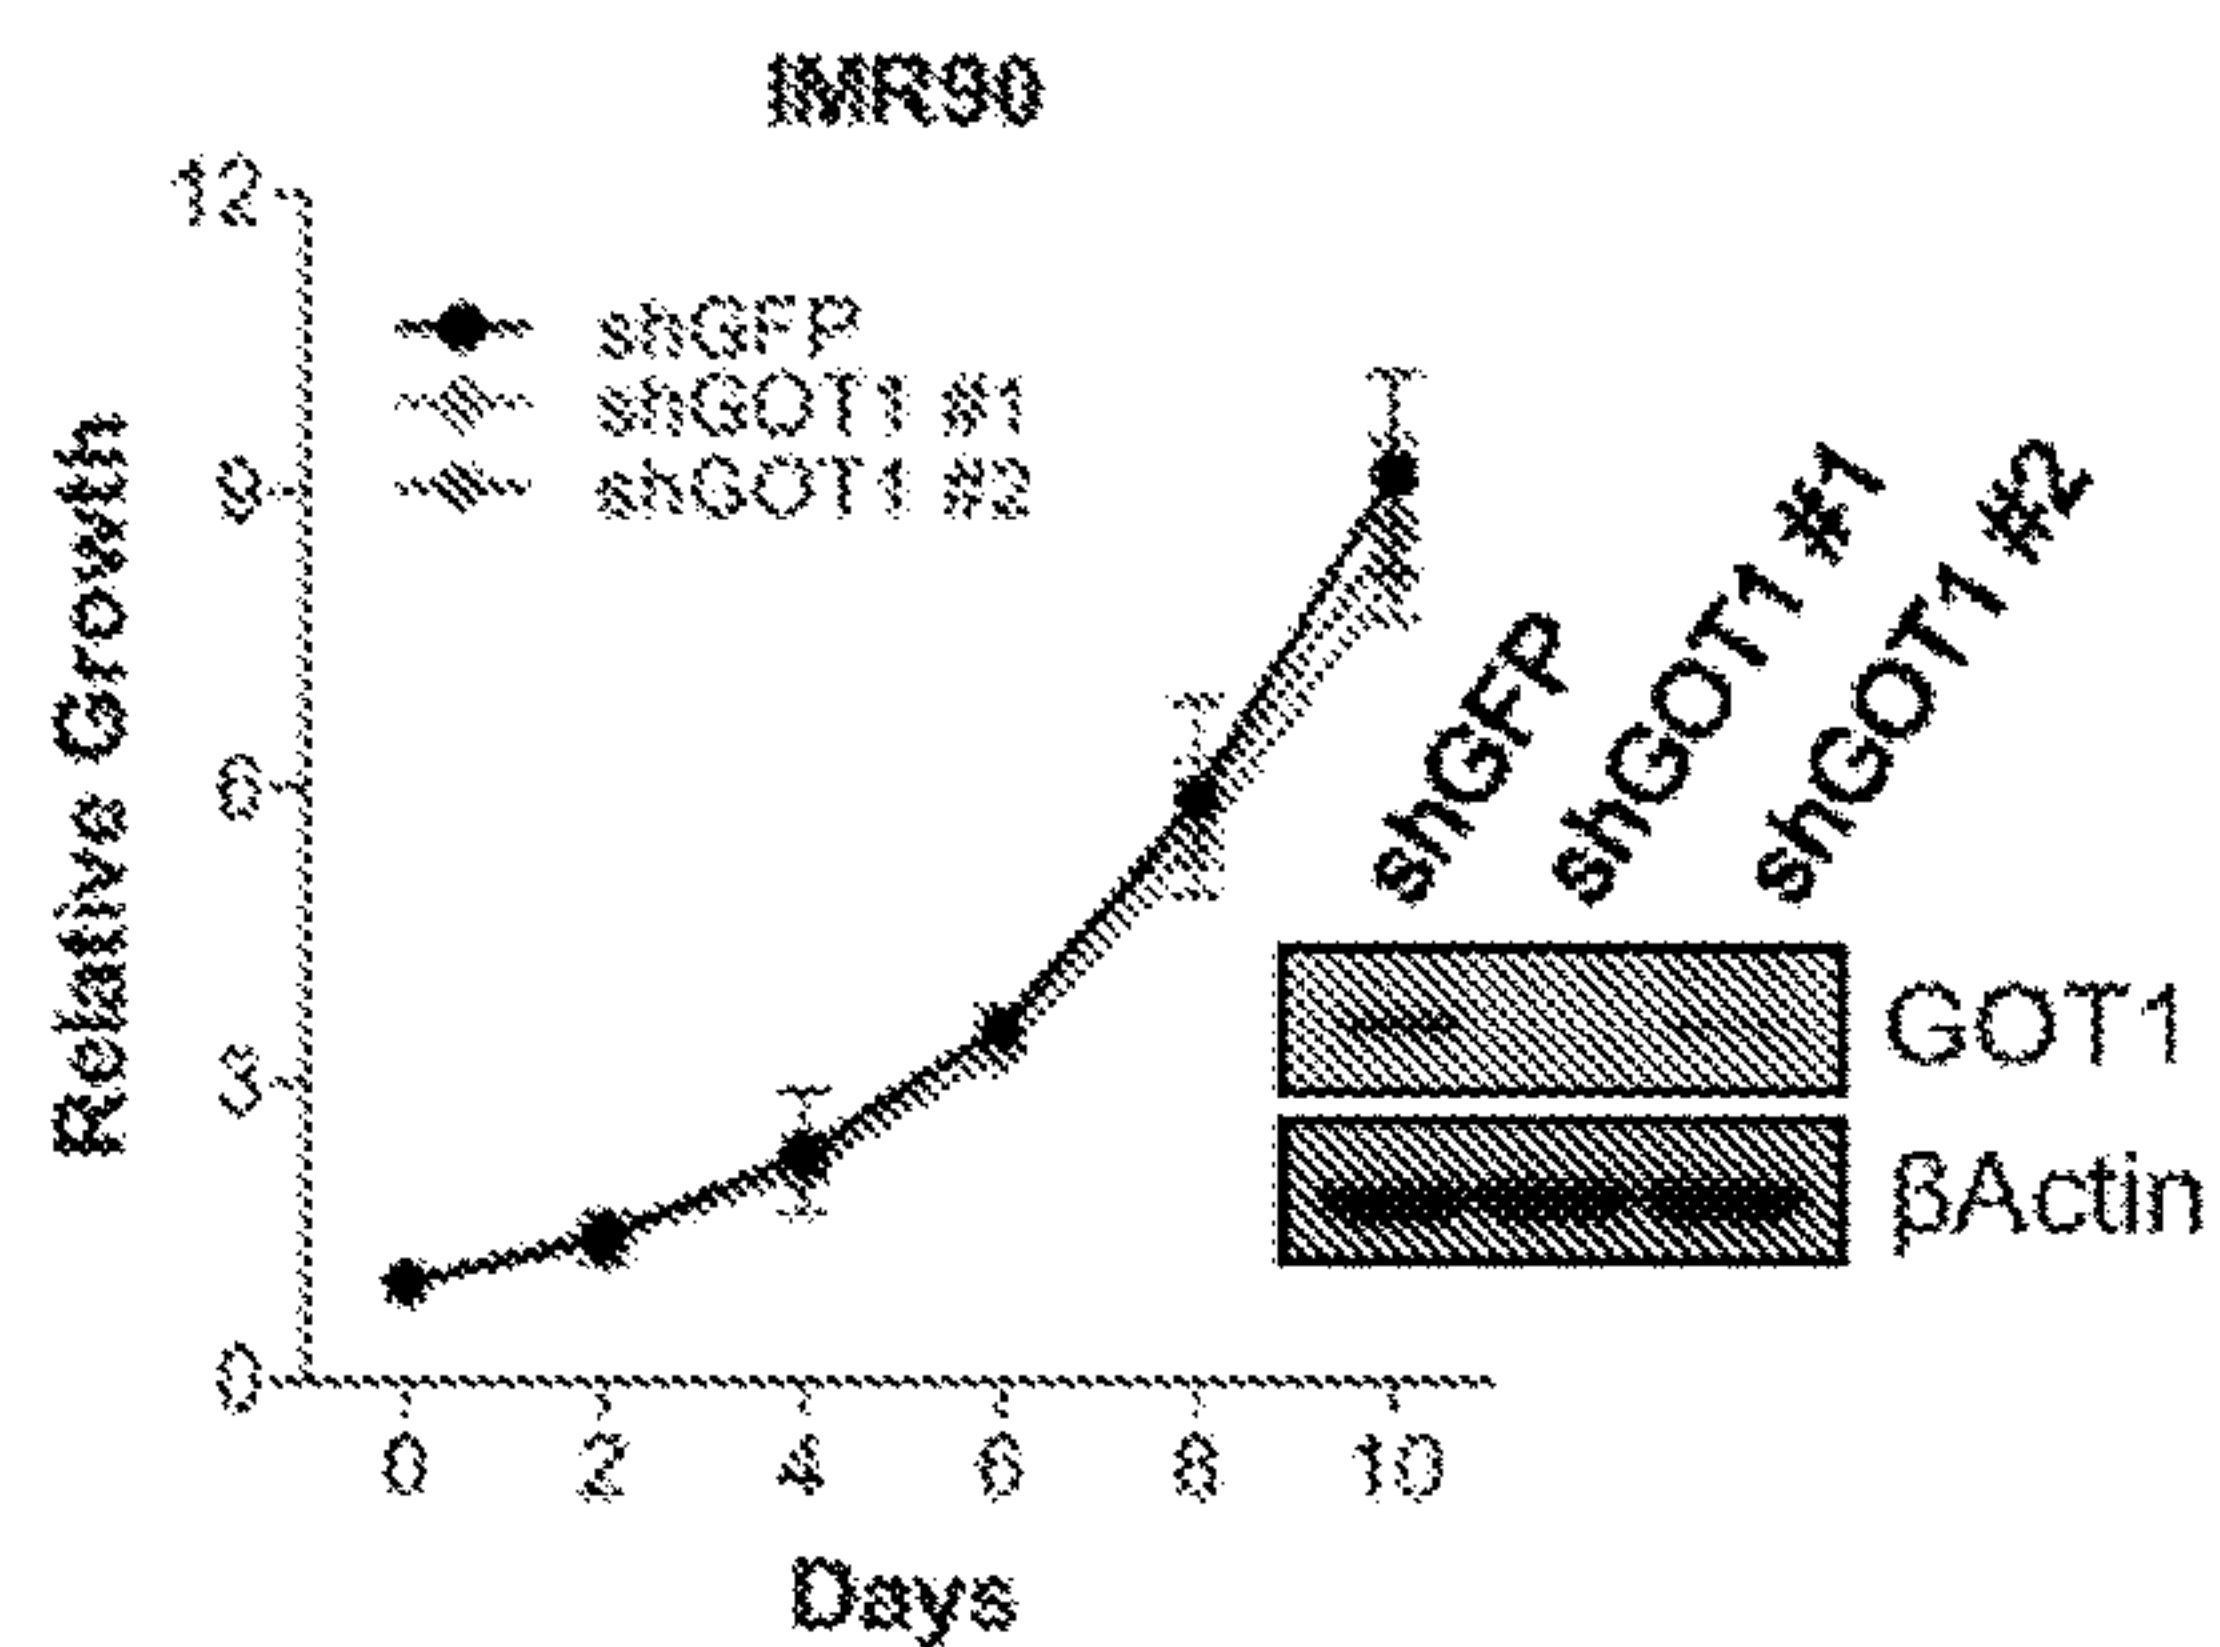 IMR90
12
9
6
3
0
Relative Growth
shGFP
shGOT1 #1
shGOT1 #2
0 2 4 6 8 10
Days
shGFP
shGOT1 #1
shGOT1 #2
GOT1
βActin